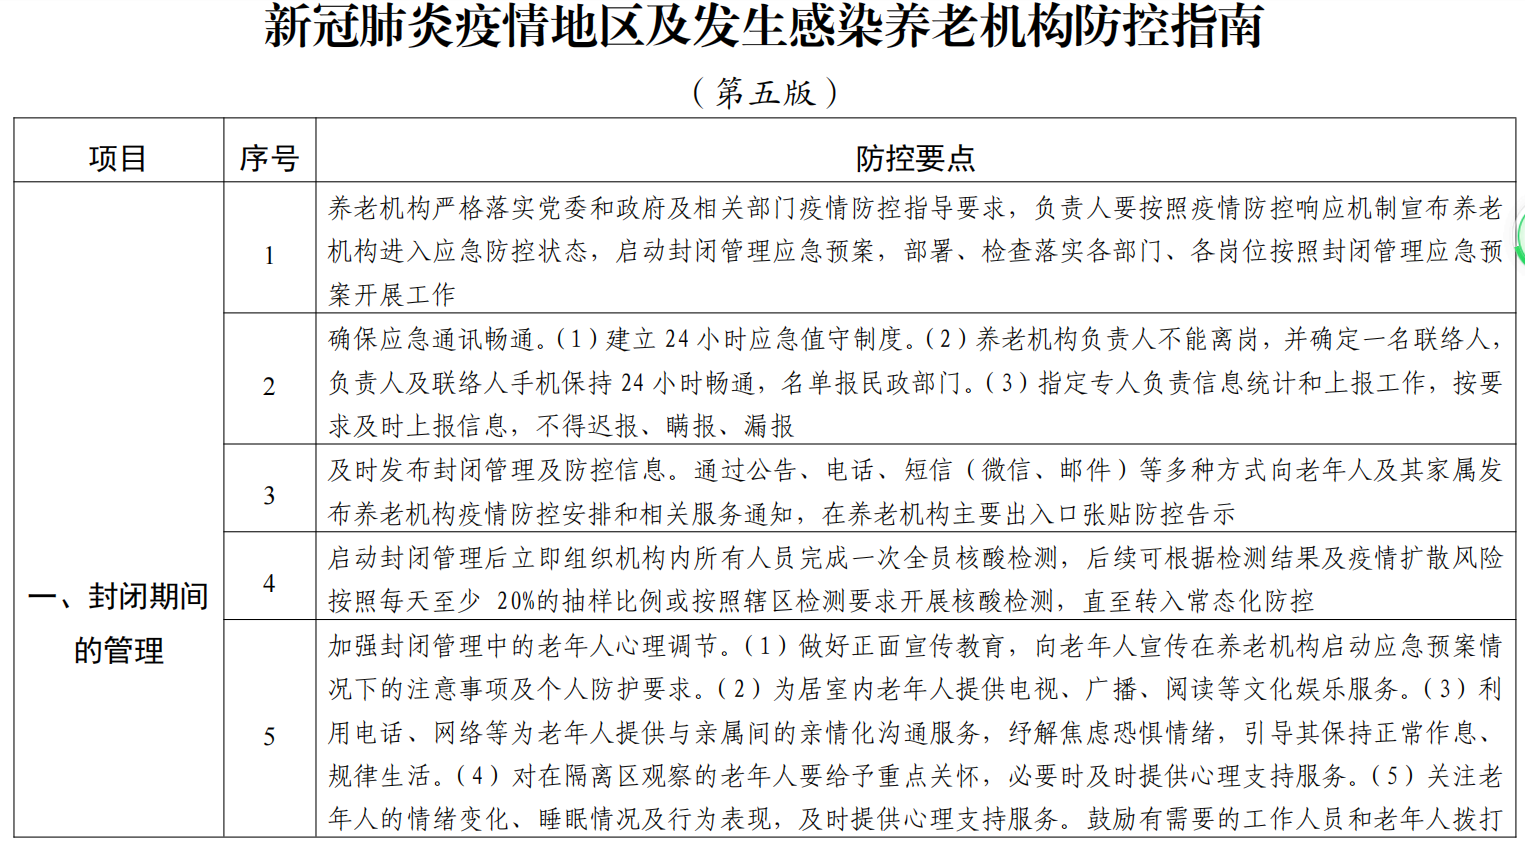 新冠肺炎疫情地区及发生感染养老机构防控指南
（第五版）
项目 序号 防控要点
一、封闭期间
的管理
1
养老机构严格落实党委和政府及相关部门疫情防控指导要求，负责人要按照疫情防控响应机制宣布养老
机构进入应急防控状态，启动封闭管理应急预案，部署、检查落实各部门、各岗位按照封闭管理应急预
案开展工作
2
确保应急通讯畅通。(1)建立 24 小时应急值守制度。(2)养老机构负责人不能离岗，并确定一名联络人，
负责人及联络人手机保持 24 小时畅通，名单报民政部门。(3)指定专人负责信息统计和上报工作，按要
求及时上报信息，不得迟报、瞒报、漏报
3
及时发布封闭管理及防控信息。通过公告、电话、短信（微信、邮件）等多种方式向老年人及其家属发
布养老机构疫情防控安排和相关服务通知，在养老机构主要出入口张贴防控告示
4
启动封闭管理后立即组织机构内所有人员完成一次全员核酸检测，后续可根据检测结果及疫情扩散风险
按照每天至少 20%的抽样比例或按照辖区检测要求开展核酸检测，直至转入常态化防控
5
加强封闭管理中的老年人心理调节。(1)做好正面宣传教育，向老年人宣传在养老机构启动应急预案情
况下的注意事项及个人防护要求。(2)为居室内老年人提供电视、广播、阅读等文化娱乐服务。(3)利
用电话、网络等为老年人提供与亲属间的亲情化沟通服务，纾解焦虑恐惧情绪，引导其保持正常作息、
规律生活。(4)对在隔离区观察的老年人要给予重点关怀，必要时及时提供心理支持服务。(5)关注老
年人的情绪变化、睡眠情况及行为表现，及时提供心理支持服务。鼓励有需要的工作人员和老年人拨打